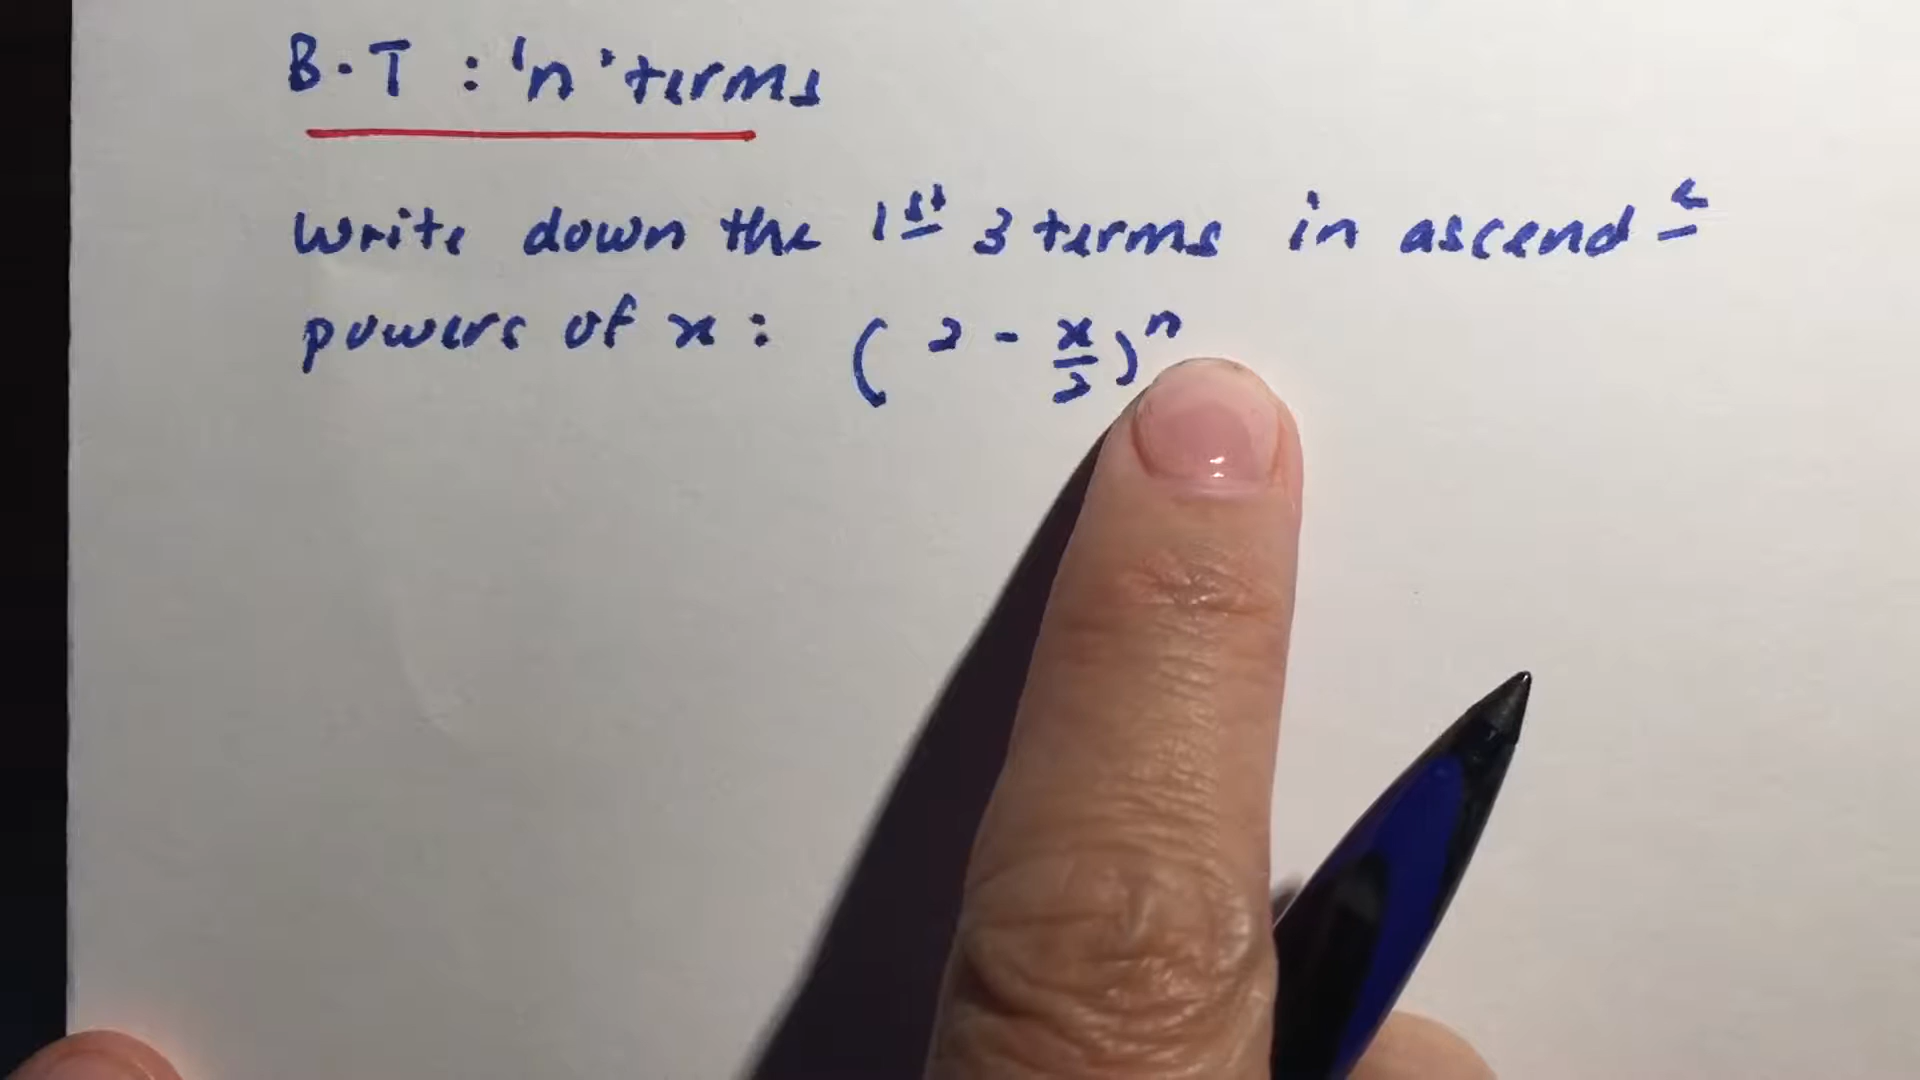 B.T : 'n' terms
Write down the 1st 3 terms in ascend
powers of x: (2 - x/2)^n